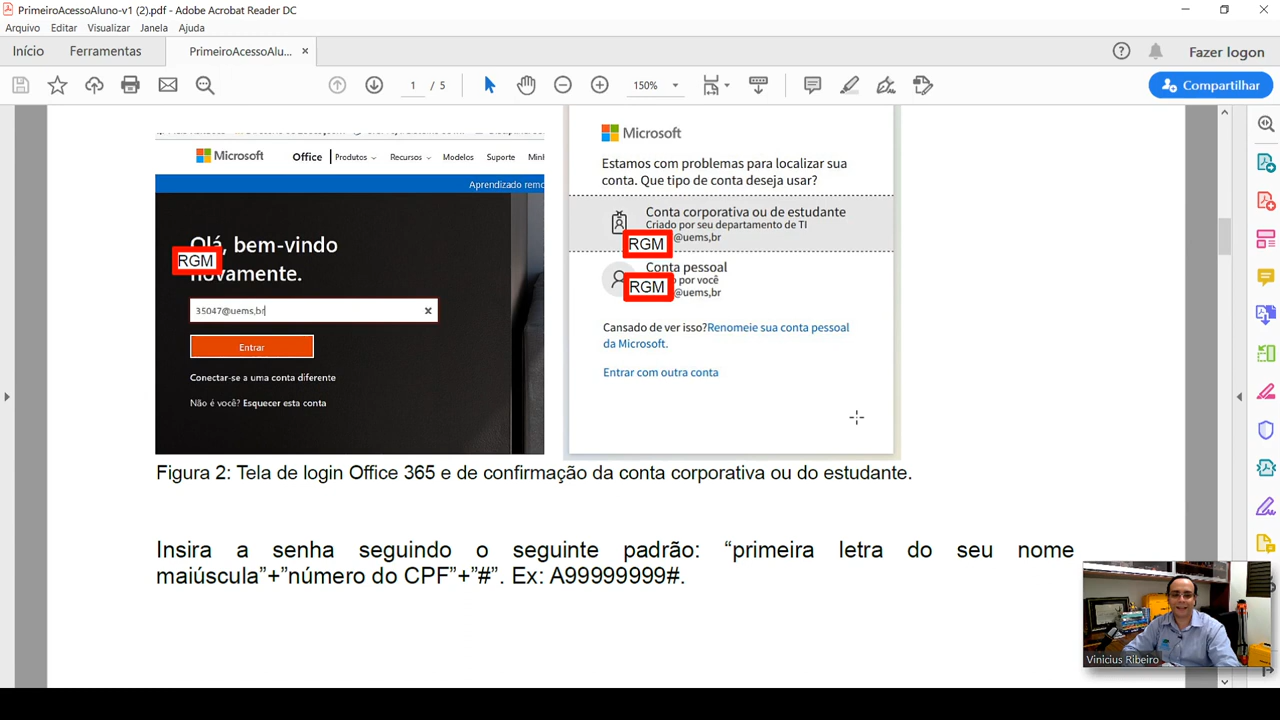 PrimeiroAcessoAluno-v1 (2).pdf - Adobe Acrobat Reader DC
Arquivo Editar Visualizar Janela Ajuda
Início Ferramentas PrimeiroAcessoAlu... × Fazer logon
1 / 5 150% Compartilhar
Microsoft Office Produtos Recursos Modelos Suporte
Aprendizado
Olá, bem-vindo
RGM
novamente.
35047@uems,br
Entrar
Conectar-se a uma conta diferente
Não é você? Esquecer esta conta
Microsoft
Estamos com problemas para localizar sua
conta. Que tipo de conta deseja usar?
Conta corporativa ou de estudante
Criado por seu departamento de TI
RGM @uems,br
Conta pessoal
por você
RGM @uems,br
Cansado de ver isso?Renomeie sua conta pessoal
da Microsoft.
Entrar com outra conta
Figura 2: Tela de login Office 365 e de confirmação da conta corporativa ou do estudante.
Insira a senha seguindo o seguinte padrão: “primeira letra do seu nome
maiúscula”+”número do CPF”+”#”. Ex: A99999999#.
Vinicius Ribeiro